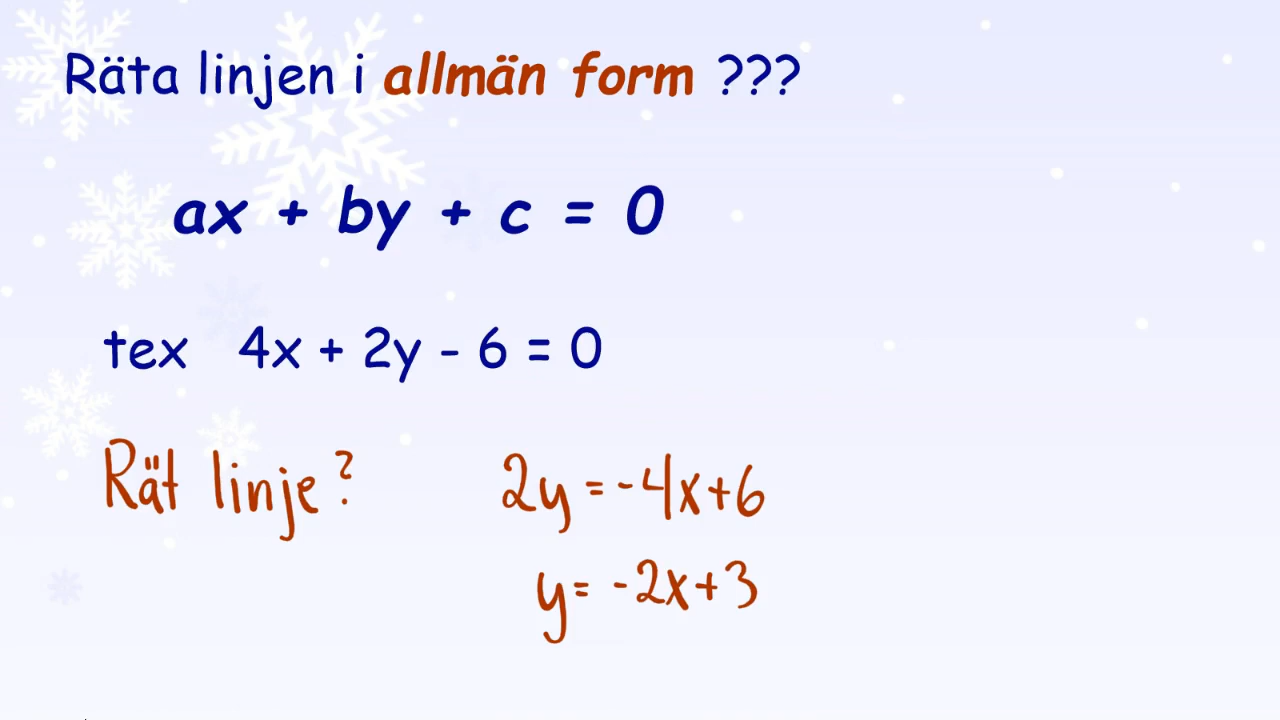 Räta linjen i allmän form ???
ax + by + c = 0
tex 4x + 2y - 6 = 0
Rät linje? 2y = -4x+6
y = -2x+3